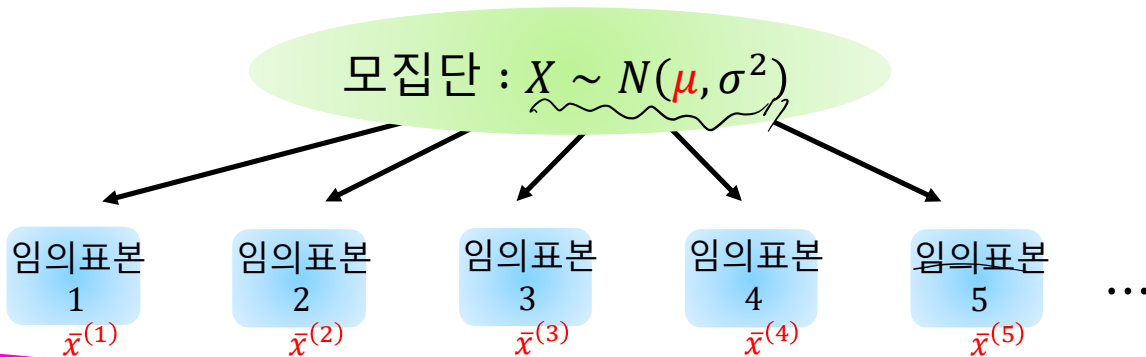 모집단 : X ~ N(μ, σ²)
임의표본 임의표본 임의표본 임의표본 임의표본
1 2 3 4 5 ⋯
x̄⁽¹⁾ x̄⁽²⁾ x̄⁽³⁾ x̄⁽⁴⁾ x̄⁽⁵⁾